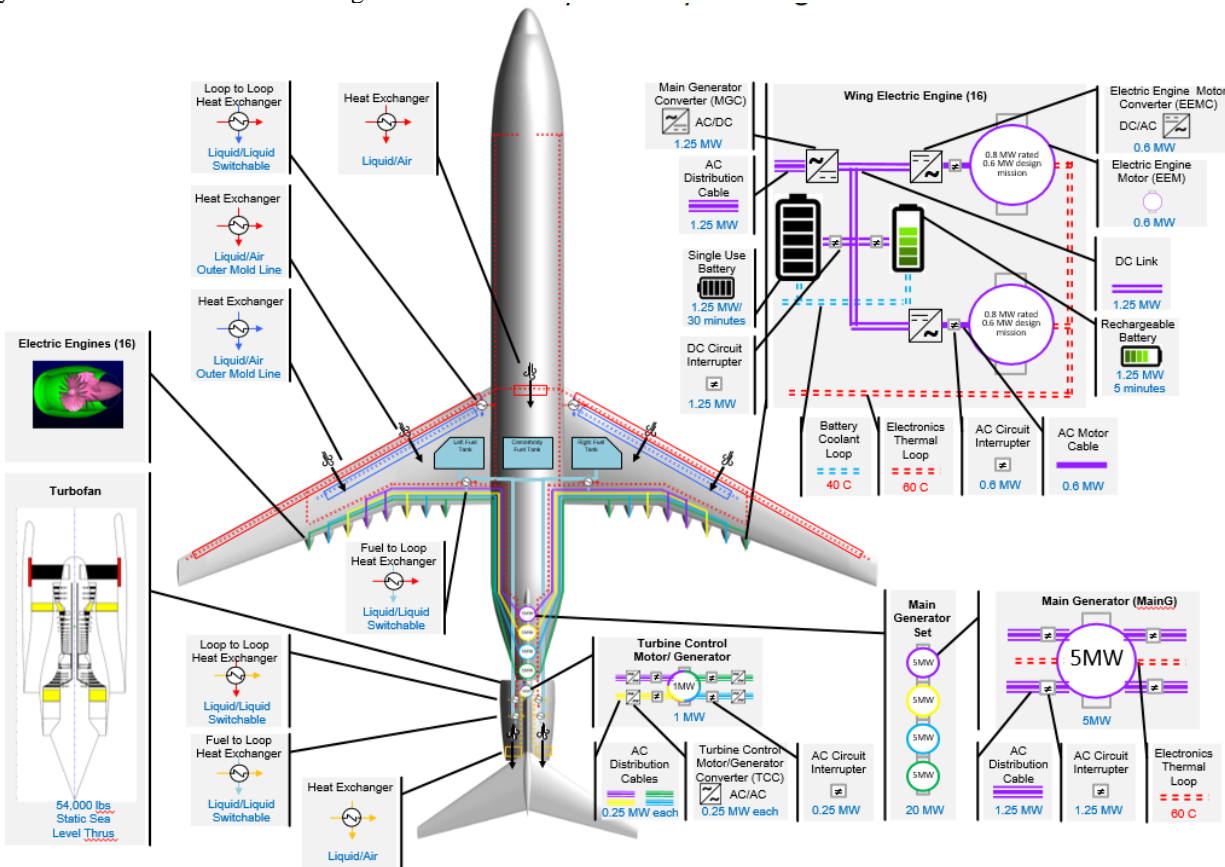 Loop to Loop
Heat Exchanger
Liquid/Liquid
Switchable
Heat Exchanger
Liquid/Air
Heat Exchanger
Liquid/Air
Outer Mold Line
Heat Exchanger
Liquid/Air
Outer Mold Line
Electric Engines (16)
Turbofan
54,000 lbs
Static Sea
Level Thrus
Left Fuel
Tank
Centerbody
Fuel Tank
Right Fuel
Tank
Fuel to Loop
Heat Exchanger
Liquid/Liquid
Switchable
Loop to Loop
Heat Exchanger
Liquid/Liquid
Switchable
Fuel to Loop
Heat Exchanger
Liquid/Liquid
Switchable
Heat Exchanger
Liquid/Air
Main Generator
Converter (MGC)
AC/DC
1.25 MW
AC
Distribution
Cable
1.25 MW
Single Use
Battery
1.25 MW/
30 minutes
DC Circuit
Interrupter
≠
1.25 MW
Wing Electric Engine (16)
0.8 MW rated
0.6 MW design
mission
≠
≠
≠
0.8 MW rated
0.6 MW design
mission
≠
Electric Engine Motor
Converter (EEMC)
DC/AC
0.6 MW
Electric Engine
Motor (EEM)
0.6 MW
DC Link
1.25 MW
Rechargeable
Battery
1.25 MW
5 minutes
Battery
Coolant
Loop
40 C
Electronics
Thermal
Loop
60 C
AC Circuit
Interrupter
≠
0.6 MW
AC Motor
Cable
0.6 MW
Turbine Control
Motor/ Generator
≠
≠
1MW
≠
≠
1 MW
AC
Distribution
Cables
0.25 MW each
Turbine Control
Motor/Generator
Converter (TCC)
AC/AC
0.25 MW each
AC Circuit
Interrupter
≠
0.25 MW
Main
Generator
Set
5MW
5MW
5MW
5MW
20 MW
Main Generator (MainG)
≠
≠
5MW
≠
≠
5MW
AC
Distribution
Cable
1.25 MW
AC Circuit
Interrupter
≠
1.25 MW
Electronics
Thermal
Loop
60 C